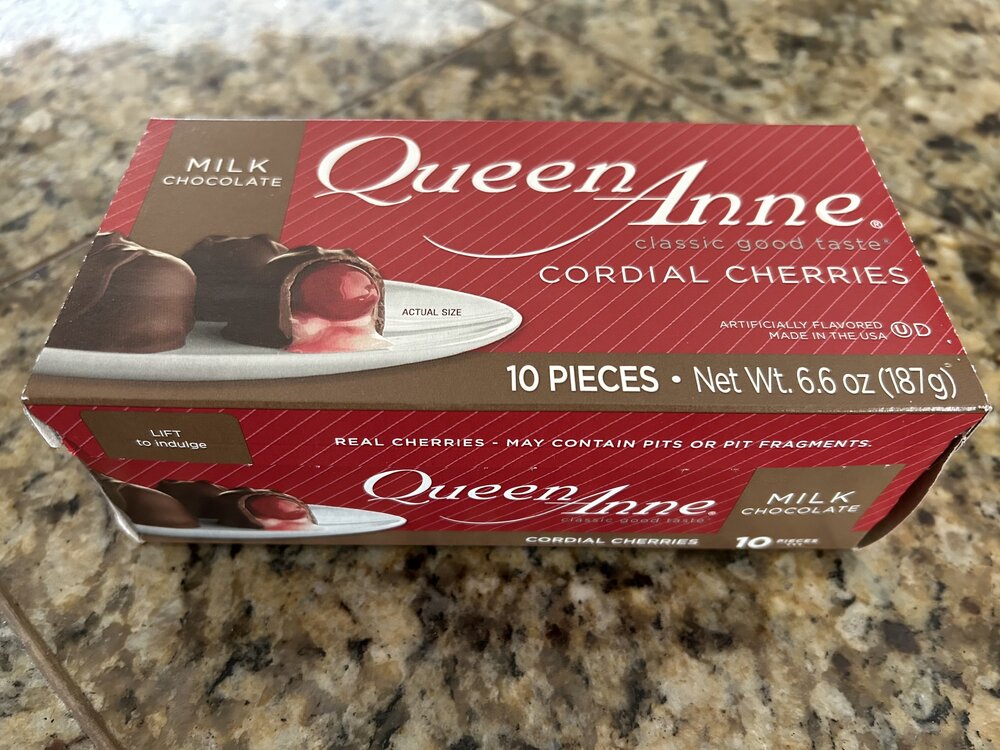 MILK
CHOCOLATE
Queen Anne®
classic good taste®
CORDIAL CHERRIES
ACTUAL SIZE
ARTIFICIALLY FLAVORED
MADE IN THE USA
U D
10 PIECES • Net Wt. 6.6 oz (187g)
LIFT
to indulge
REAL CHERRIES - MAY CONTAIN PITS OR PIT FRAGMENTS.
Queen Anne®
classic good taste®
MILK
CHOCOLATE
CORDIAL CHERRIES
10 PIECES